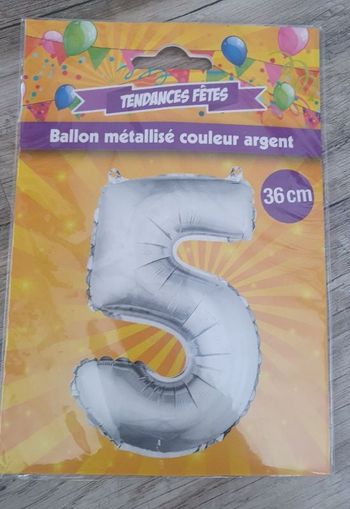 TENDANCES FÊTES
Ballon métallisé couleur argent
36 cm
5